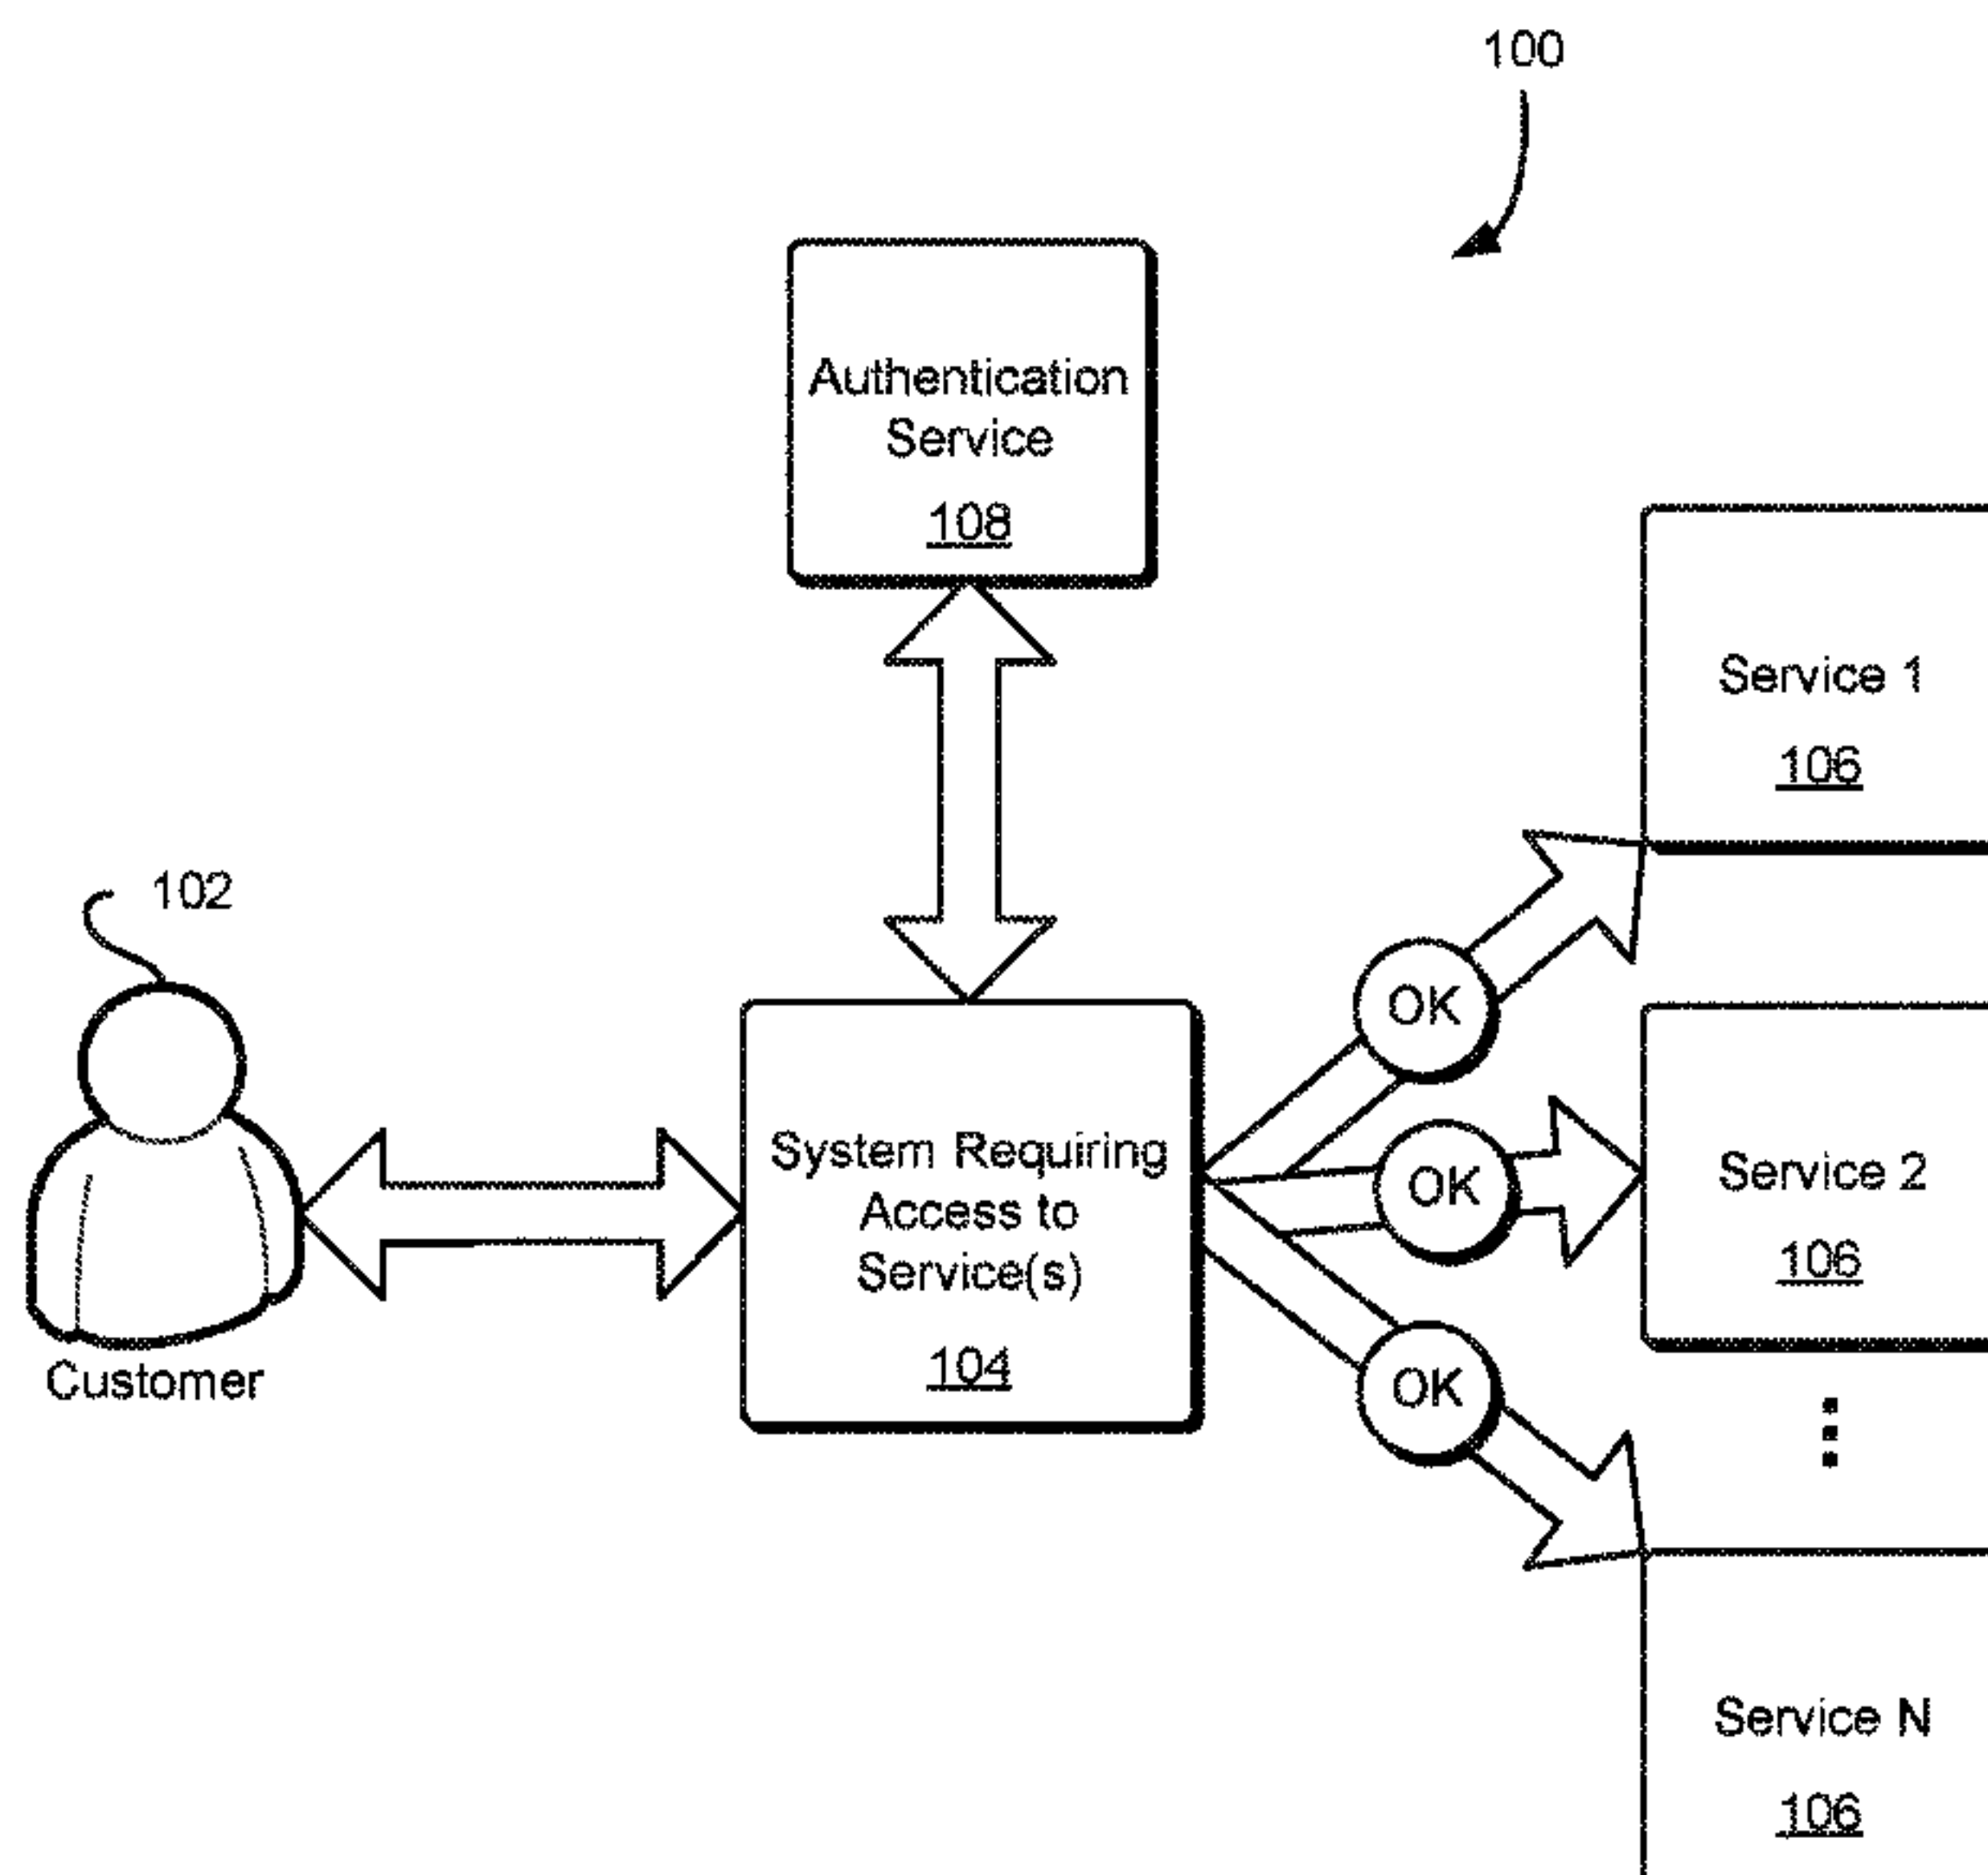 100
Authentication
Service
108
Service 1
106
102
OK
System Requiring
Access to
Service(s)
104
OK
Service 2
106
Customer
OK
Service N
106